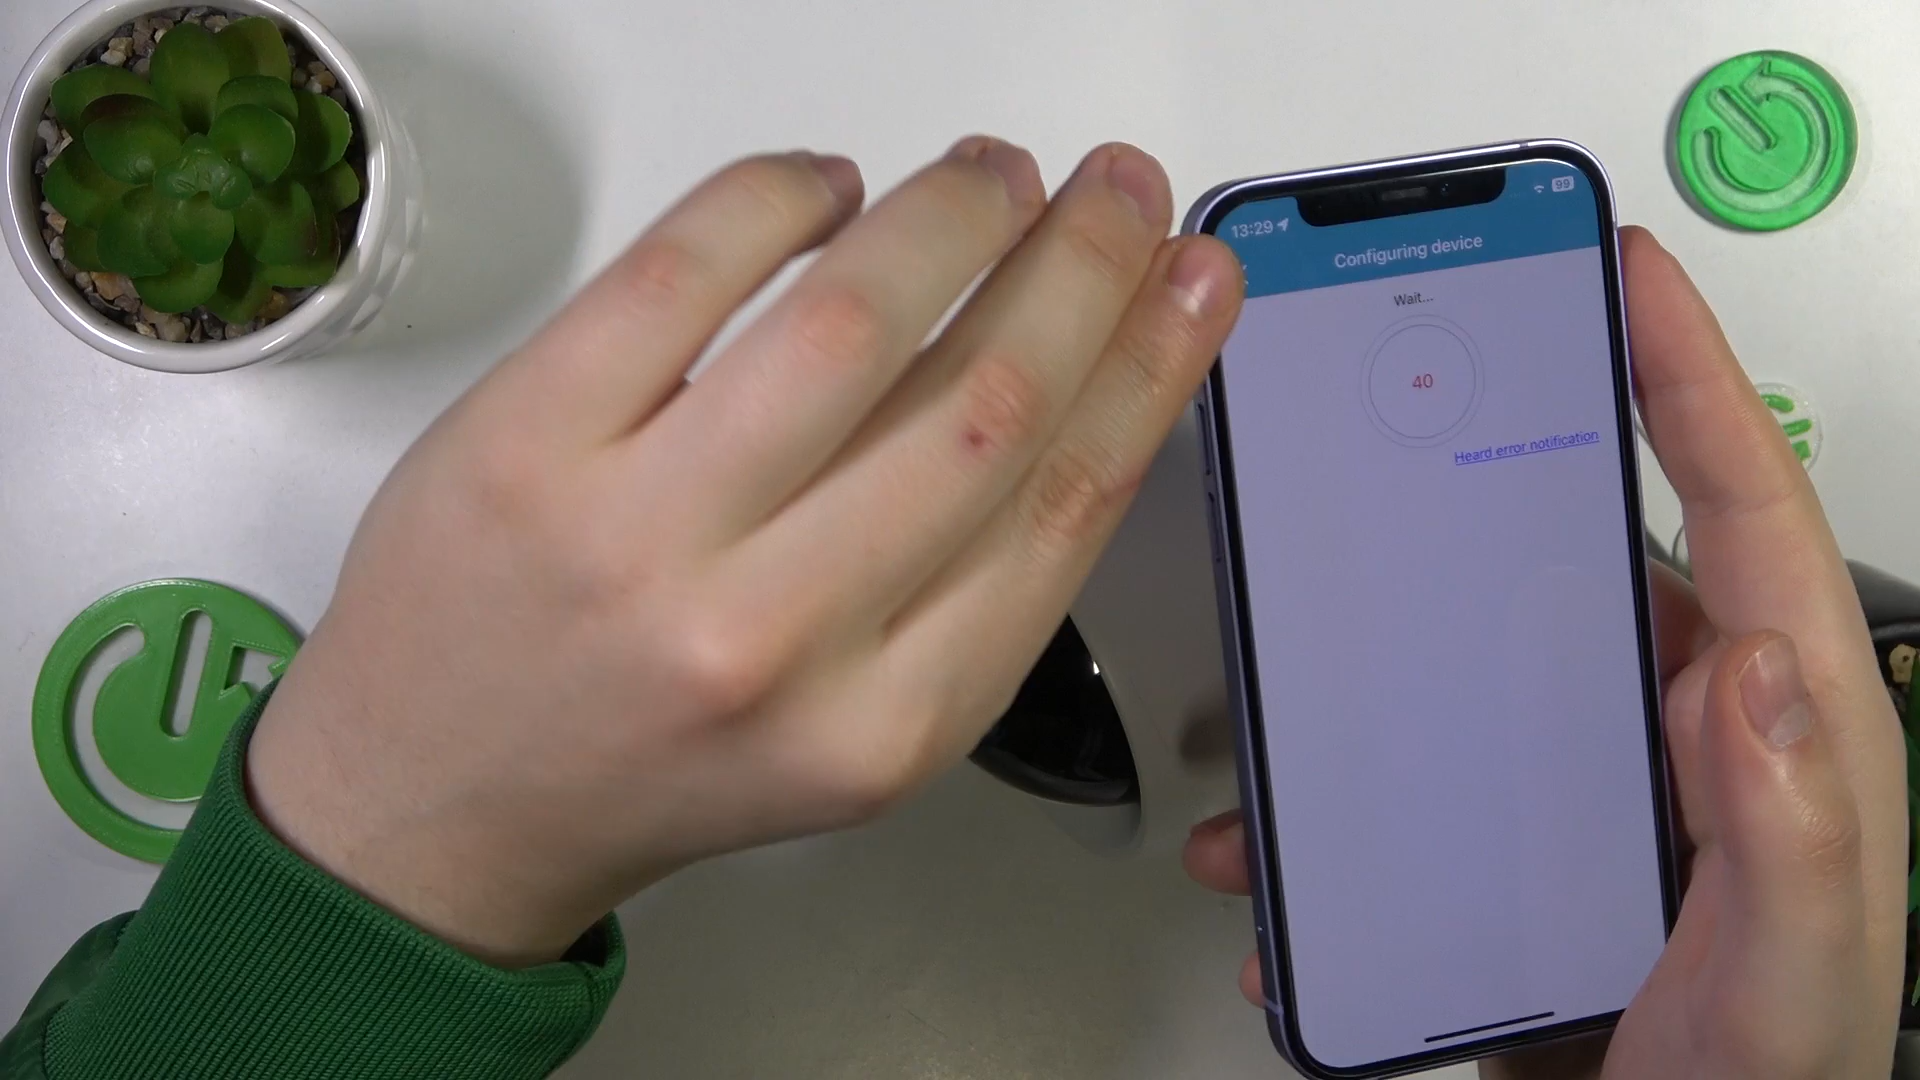 13:29
99
Configuring device
Wait...
40
Heard error notification